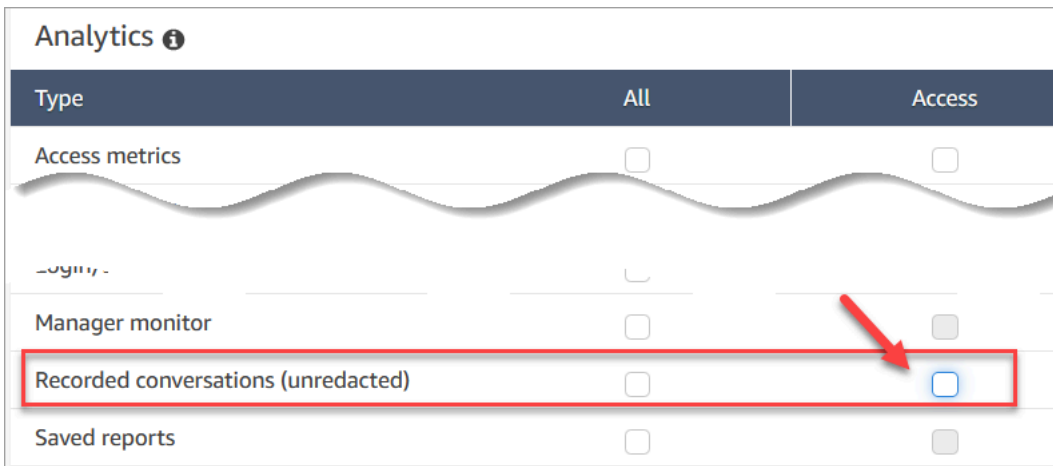 Analytics
Type All Access
Access metrics
Manager monitor
Recorded conversations (unredacted)
Saved reports